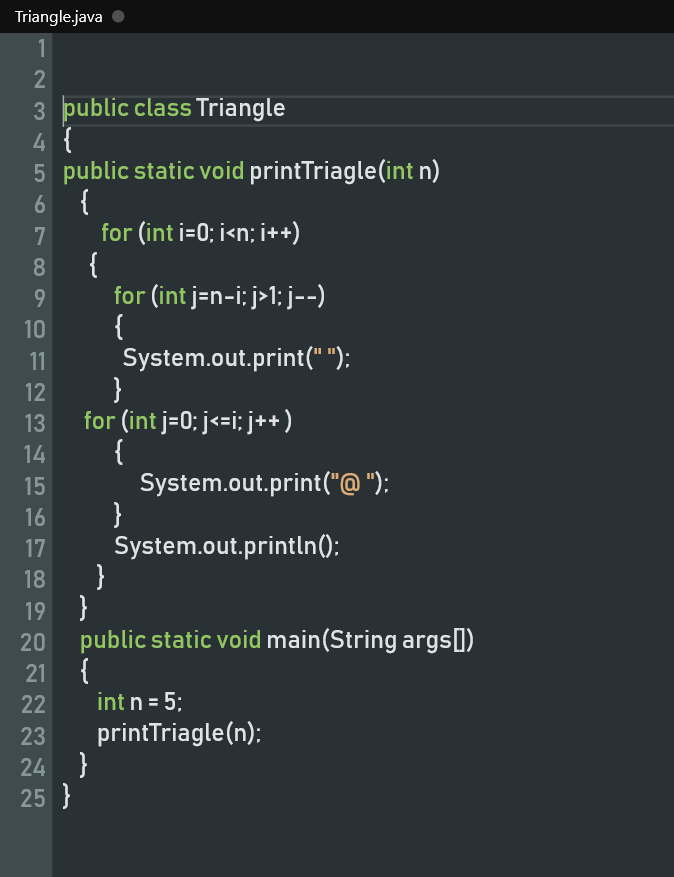 Triangle.java
1
2
3 public class Triangle
4 {
5 public static void printTriagle(int n)
6 {
7 for (int i=0; i<n; i++)
8 {
9 for (int j=n-i; j>1; j--)
10 {
11 System.out.print(" ");
12 }
13 for (int j=0; j<=i; j++ )
14 {
15 System.out.print("@ ");
16 }
17 System.out.println();
18 }
19 }
20 public static void main(String args[])
21 {
22 int n = 5;
23 printTriagle(n);
24 }
25 }